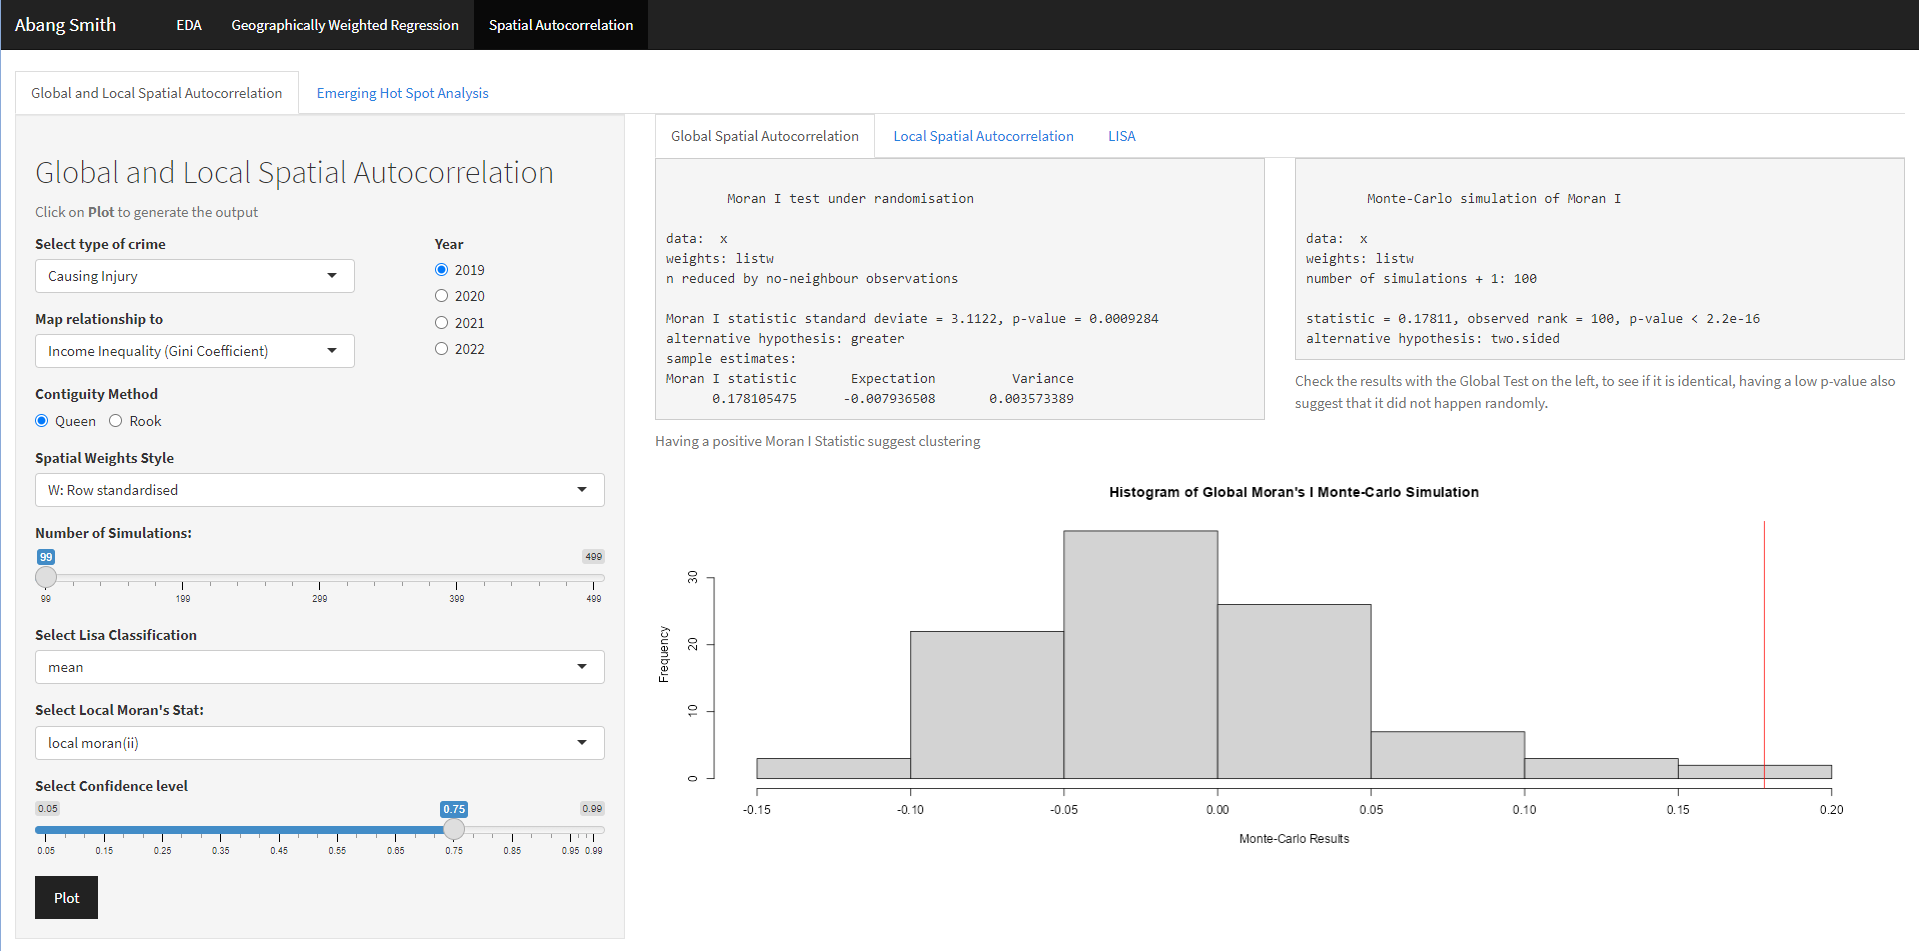 Abang Smith EDA Geographically Weighted Regression Spatial Autocorrelation
Global and Local Spatial Autocorrelation Emerging Hot Spot Analysis
Global and Local Spatial Autocorrelation
Click on Plot to generate the output
Select type of crime
Causing Injury
Year
2019
2020
2021
2022
Map relationship to
Income Inequality (Gini Coefficient)
Contiguity Method
Queen Rook
Spatial Weights Style
W: Row standardised
Number of Simulations:
99 499
99 199 299 399 499
Select Lisa Classification
mean
Select Local Moran's Stat:
local moran(ii)
Select Confidence level
0.05 0.75 0.99
0.05 0.15 0.25 0.35 0.45 0.55 0.65 0.75 0.85 0.95 0.99
Plot
Global Spatial Autocorrelation Local Spatial Autocorrelation LISA
Moran I test under randomisation
data: x
weights: listw
n reduced by no-neighbour observations
Moran I statistic standard deviate = 3.1122, p-value = 0.0009284
alternative hypothesis: greater
sample estimates:
Moran I statistic Expectation Variance
0.178105475 -0.007936508 0.003573389
Having a positive Moran I Statistic suggest clustering
Monte-Carlo simulation of Moran I
data: x
weights: listw
number of simulations + 1: 100
statistic = 0.17811, observed rank = 100, p-value < 2.2e-16
alternative hypothesis: two.sided
Check the results with the Global Test on the left, to see if it is identical, having a low p-value also
suggest that it did not happen randomly.
Histogram of Global Moran's I Monte-Carlo Simulation
Frequency
30
20
10
0
-0.15 -0.10 -0.05 0.00 0.05 0.10 0.15 0.20
Monte-Carlo Results